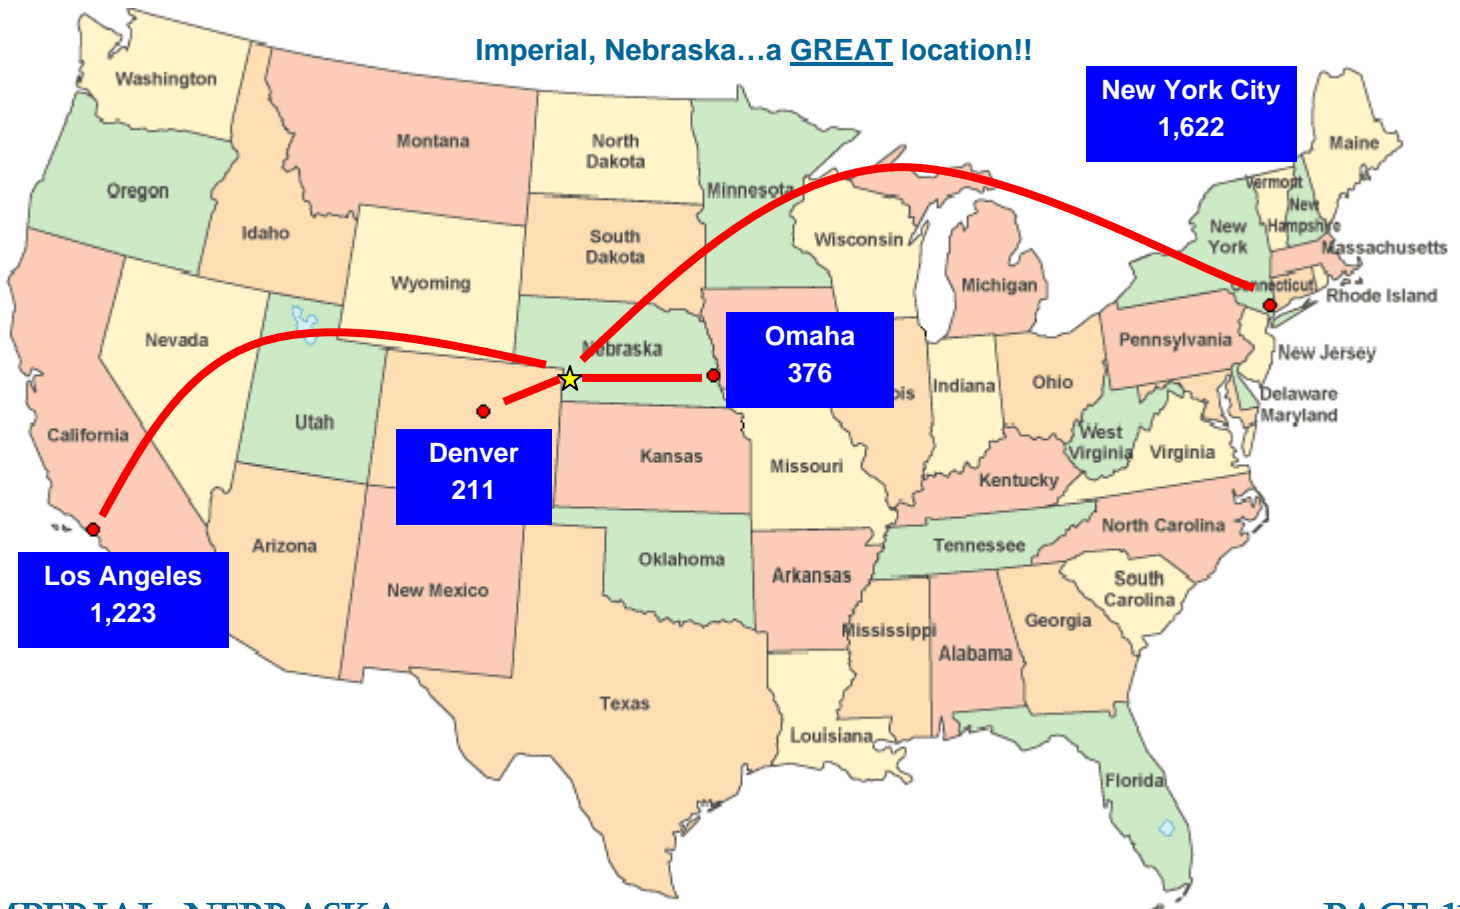 Imperial, Nebraska…a GREAT location!!
New York City
1,622
Washington
Montana
North
Dakota
Minnesota
Maine
Oregon
Idaho
South
Dakota
Wisconsin
Michigan
Vermont
New
Hampshire
New
York
Massachusetts
Connecticut
Rhode Island
Wyoming
Nevada
Nebraska
Omaha
376
Pennsylvania
New Jersey
Utah
California
Denver
211
Kansas
Missouri
ois
Indiana
Ohio
West
Virginia
Virginia
Delaware
Maryland
Kentucky
North Carolina
Tennessee
South
Carolina
Los Angeles
1,223
Arizona
New Mexico
Oklahoma
Arkansas
Mississippi
Alabama
Georgia
Texas
Louisiana
Florida
NEBRASKA